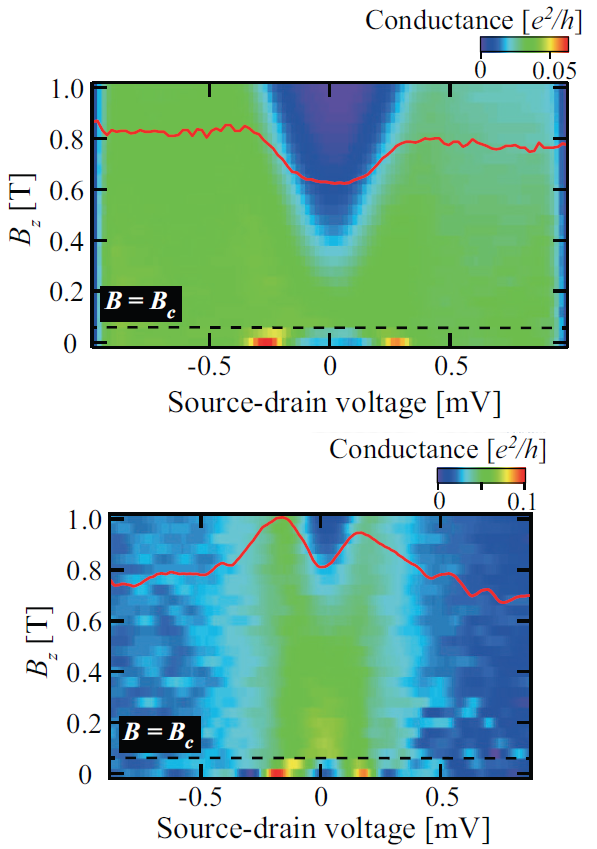 Conductance [e²/h]
0 0.05
1.0
0.8
0.6
0.4
0.2
0
B_z [T]
B = B_c
-0.5 0 0.5
Source-drain voltage [mV]
Conductance [e²/h]
0 0.1
1.0
0.8
0.6
0.4
0.2
0
B_z [T]
B = B_c
-0.5 0 0.5
Source-drain voltage [mV]